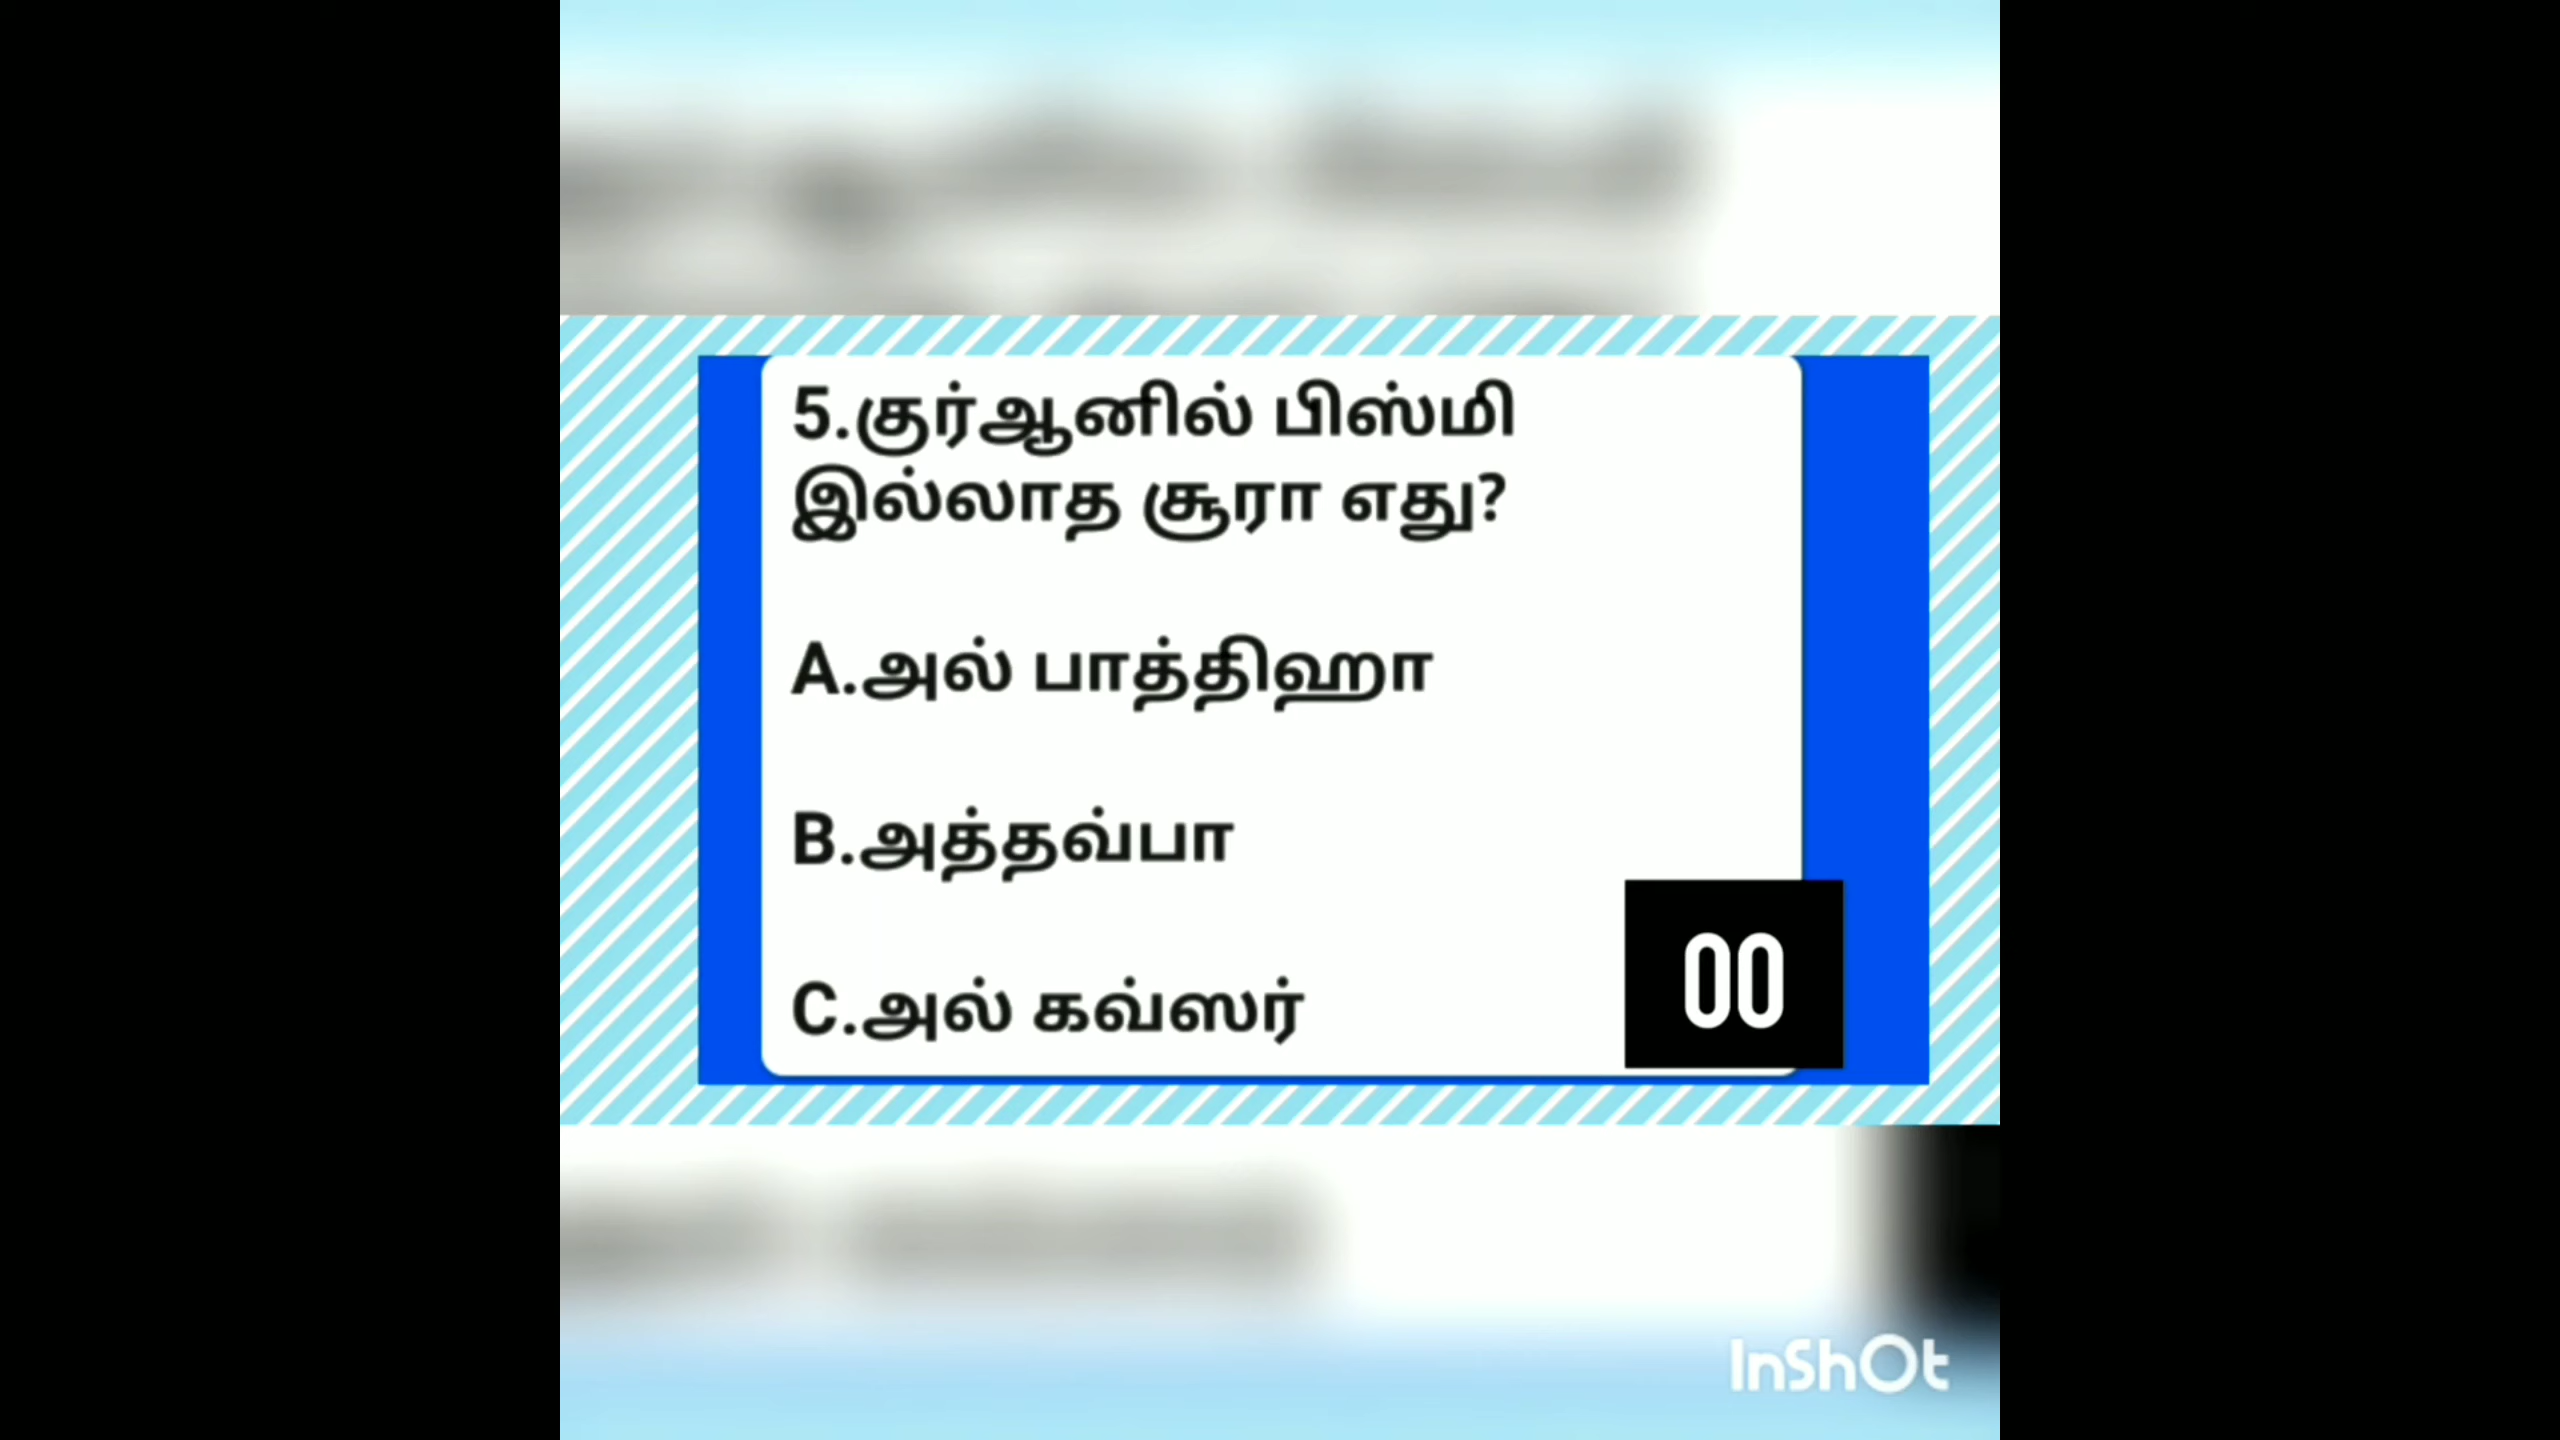 5.குர்ஆனில் பிஸ்மி
இல்லாத சூரா எது?
A.அல் பாத்திஹா
B.அத்தவ்பா
C.அல் கவ்ஸர்
00
InShOt